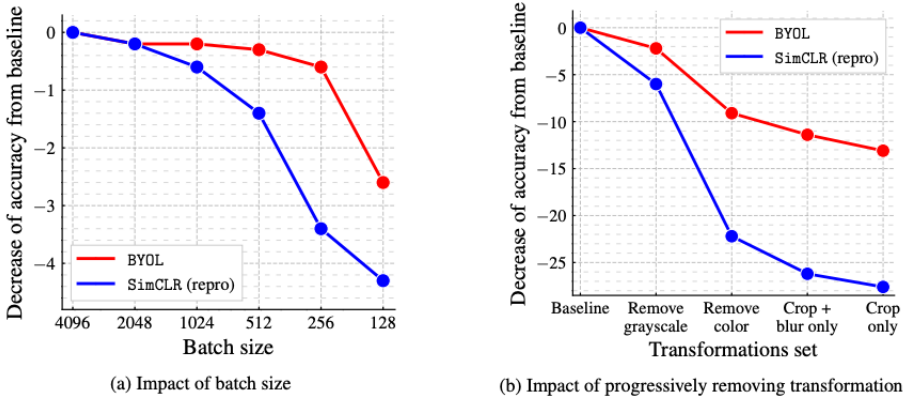 Decrease of accuracy from baseline
0
−1
−2
−3
−4
BYOL
SimCLR (repro)
4096 2048 1024 512 256 128
Batch size
(a) Impact of batch size
Decrease of accuracy from baseline
0
−5
−10
−15
−20
−25
BYOL
SimCLR (repro)
Baseline Remove Remove Crop + Crop
grayscale color blur only only
Transformations set
(b) Impact of progressively removing transformation